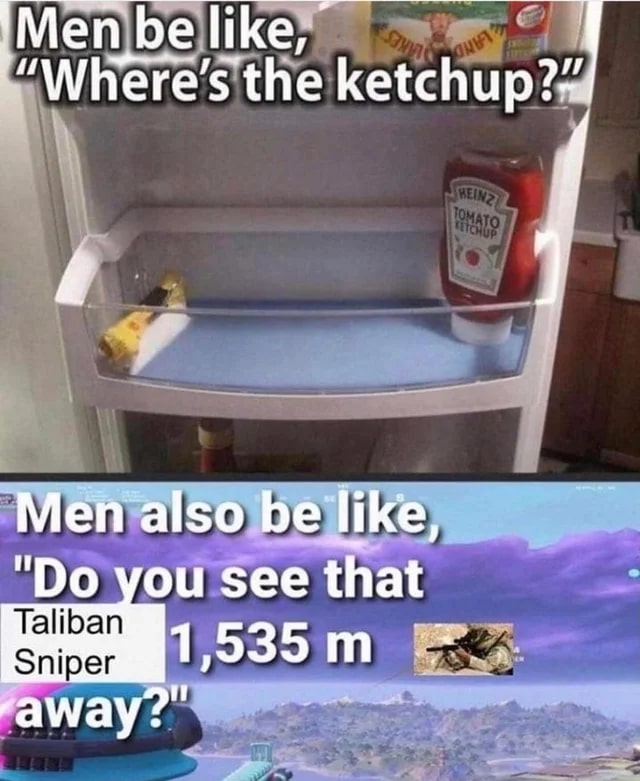 Men be like,
"Where's the ketchup?"
HEINZ
TOMATO
KETCHUP
Men also be like,
"Do you see that
Taliban
Sniper
1,535 m
away?"